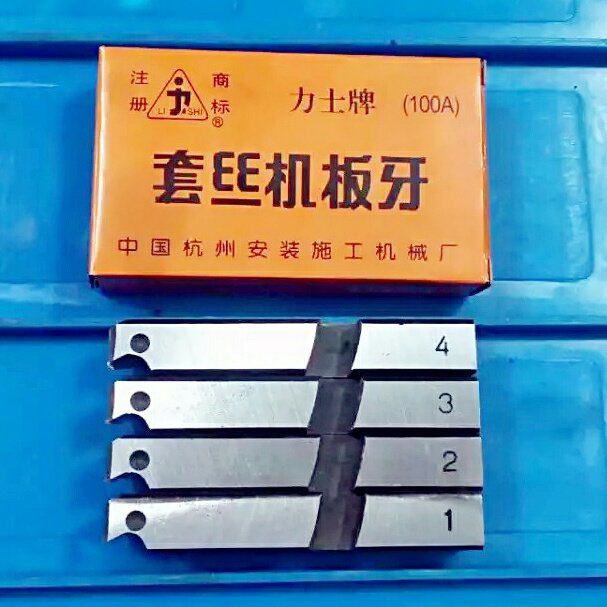 注册 商标
LI SHI
®
力士牌 (100A)
套丝机板牙
中国杭州安装施工机械厂
4
3
2
1